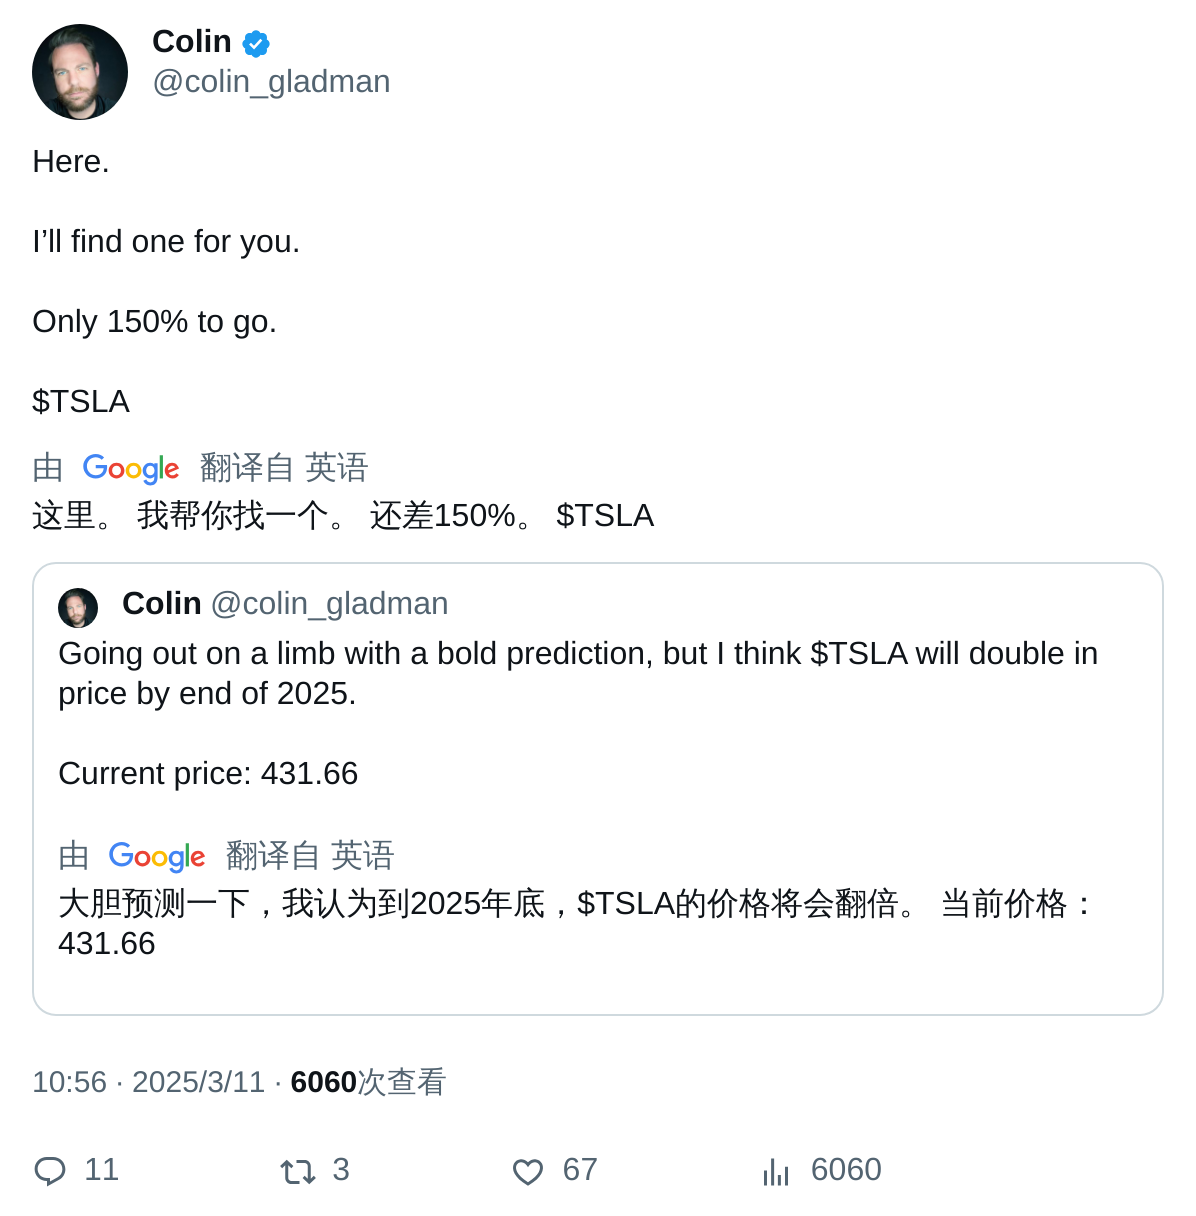 Colin
@colin_gladman
Here.
I’ll find one for you.
Only 150% to go.
$TSLA
由 Google 翻译自 英语
这里。 我帮你找一个。 还差150%。 $TSLA
Colin @colin_gladman
Going out on a limb with a bold prediction, but I think $TSLA will double in
price by end of 2025.
Current price: 431.66
由 Google 翻译自 英语
大胆预测一下，我认为到2025年底，$TSLA的价格将会翻倍。 当前价格：
431.66
10:56 · 2025/3/11 · 6060次查看
11 3 67 6060